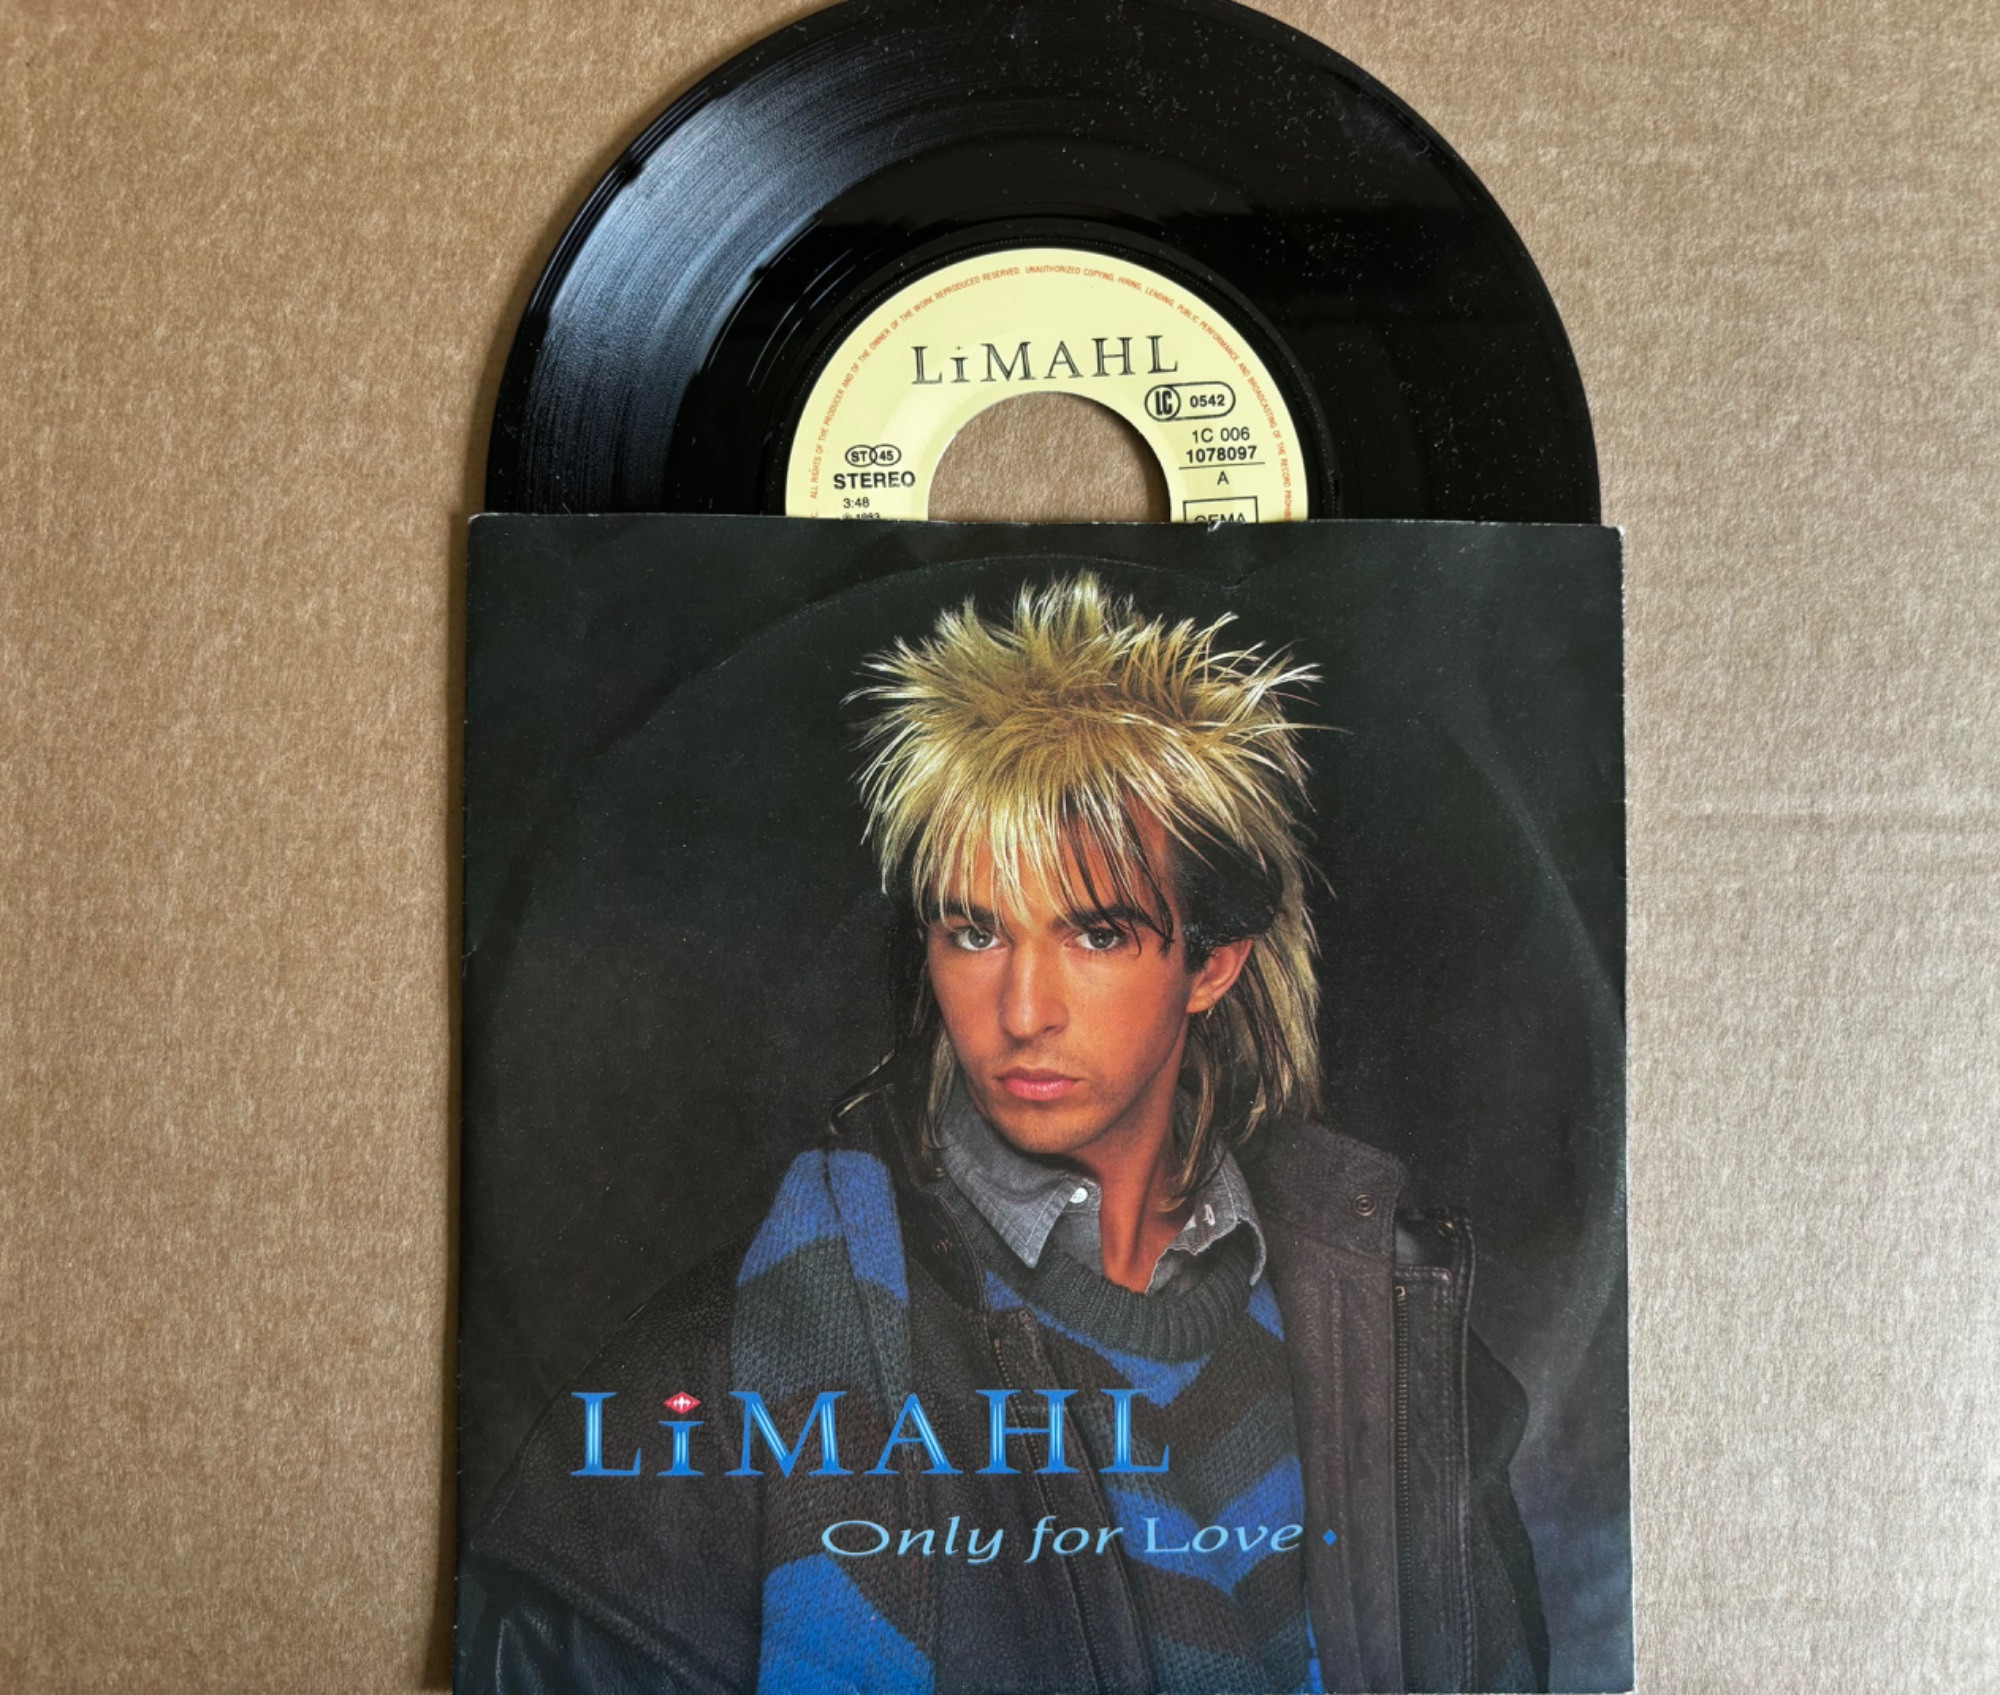 ALL RIGHTS OF THE PRODUCER AND OF THE OWNER OF THE WORK REPRODUCED RESERVED. UNAUTHORIZED COPYING, HIRING, LENDING, PUBLIC PERFORMANCE AND BROADCASTING OF THE RECORD
LiMAHL
LC 0542
1C 006
1078097
A
GEMA
ST 45
STEREO
3:48
℗ 1983
LiMAHL
Only for Love